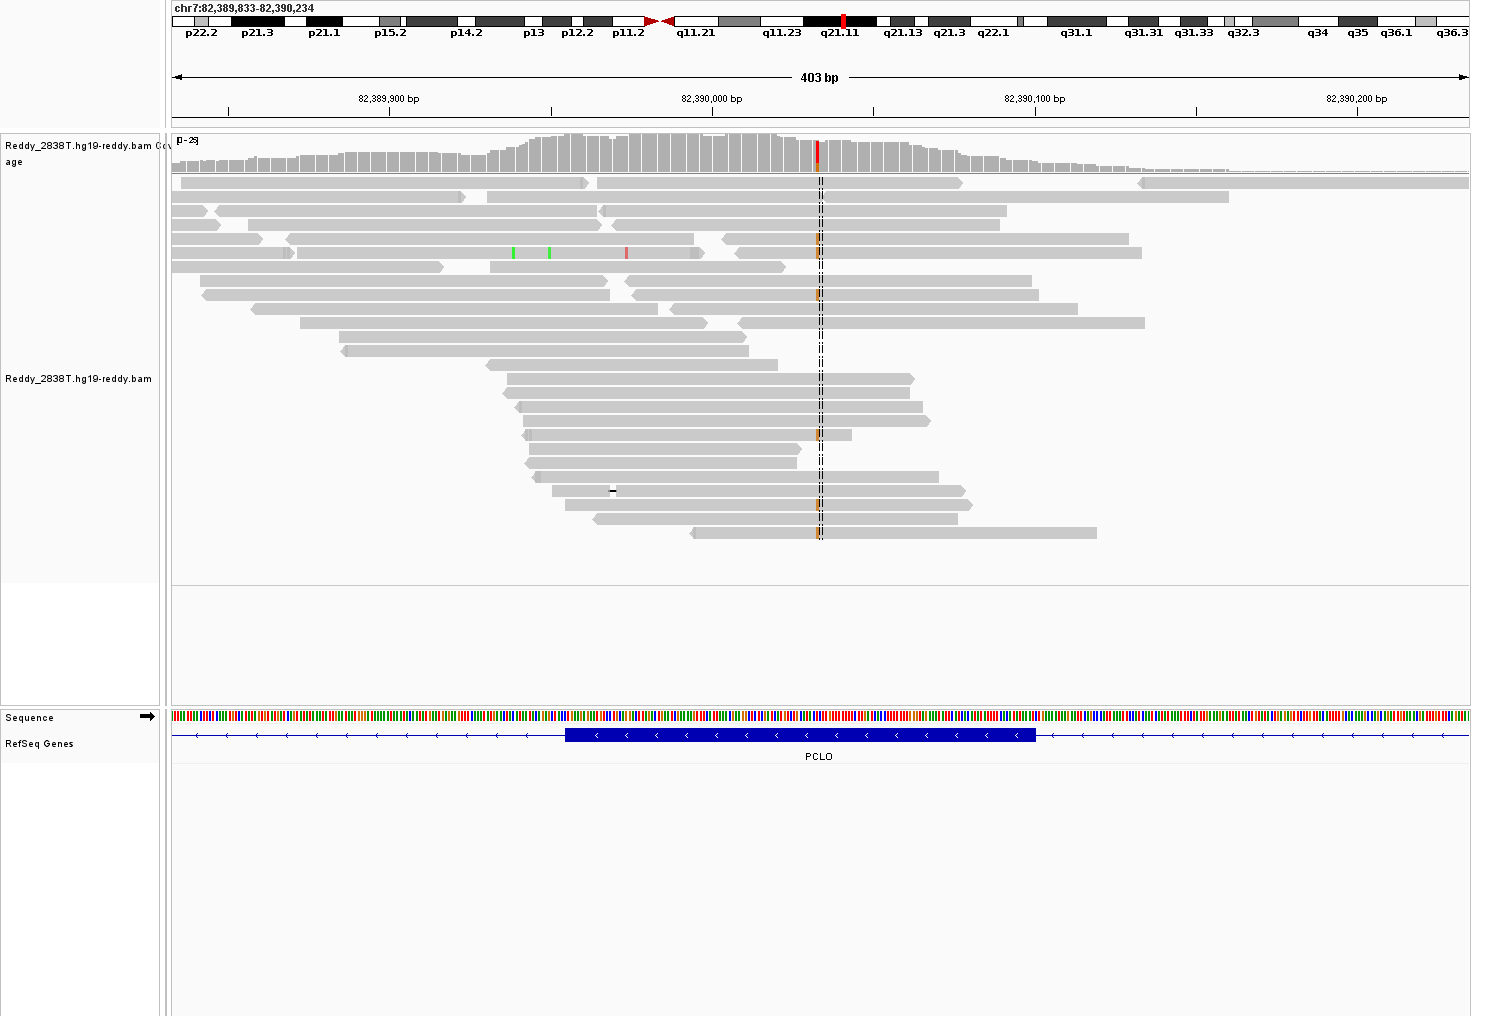 chr7:82,389,833-82,390,234
p22.2 p21.3 p21.1 p15.2 p14.2 p13 p12.2 p11.2 q11.21 q11.23 q21.11 q21.13 q21.3 q22.1 q31.1 q31.31 q31.33 q32.3 q34 q35 q36.1 q36.3
403 bp
82,389,900 bp 82,390,000 bp 82,390,100 bp 82,390,200 bp
Reddy_2838T.hg19-reddy.bam Cov
age
Reddy_2838T.hg19-reddy.bam
Sequence
RefSeq Genes
PCLO